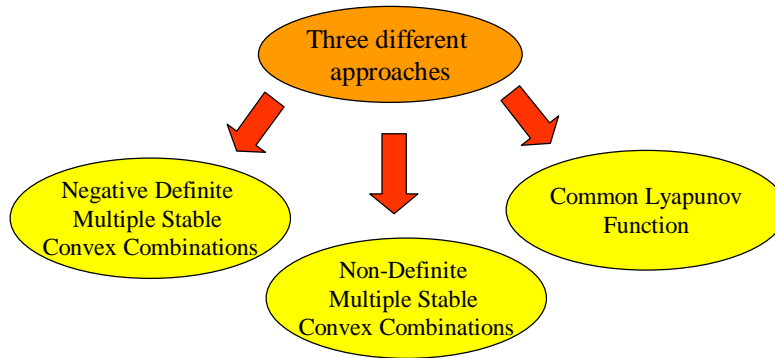 Three different
approaches
Negative Definite
Multiple Stable
Convex Combinations
Non-Definite
Multiple Stable
Convex Combinations
Common Lyapunov
Function